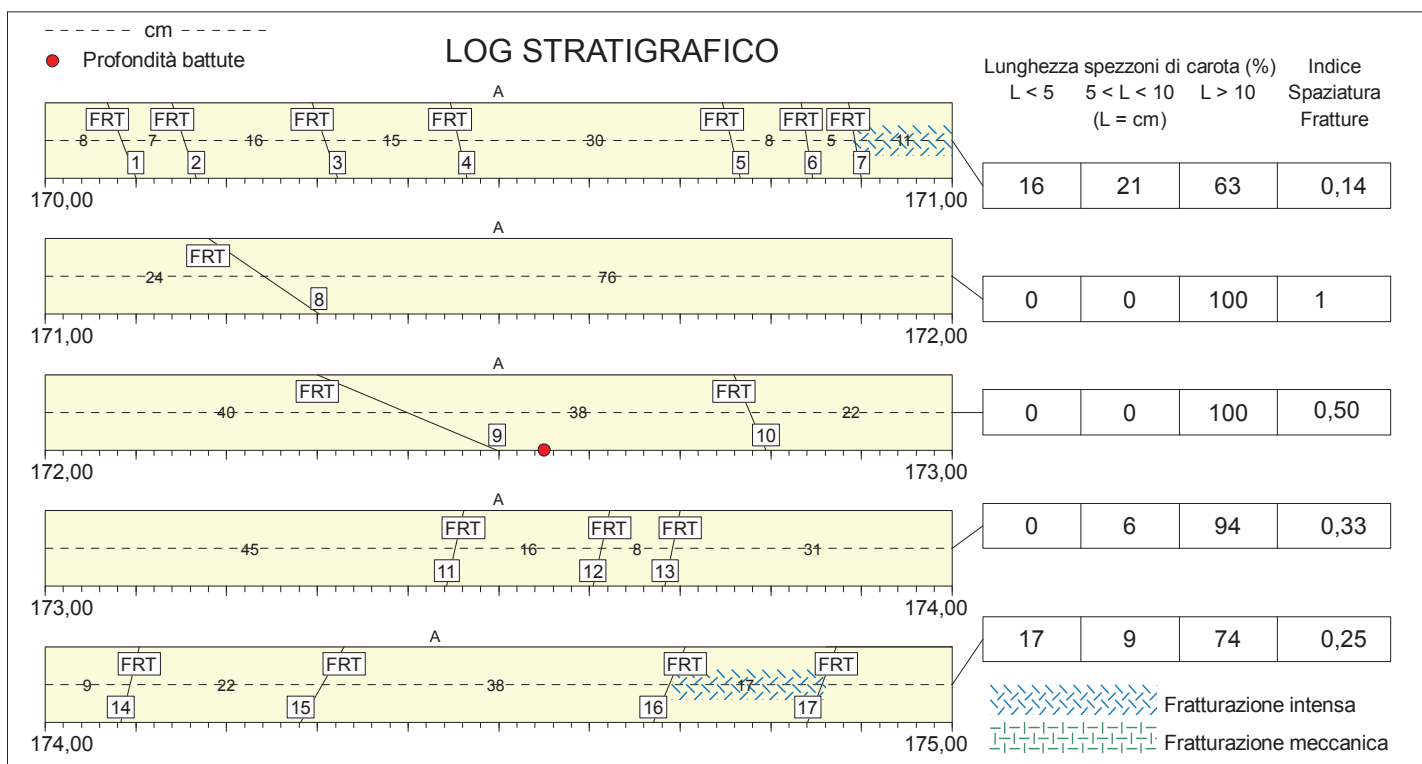 cm
Profondità battute
LOG STRATIGRAFICO
Lunghezza spezzoni di carota (%)
L < 5 5 < L < 10 L > 10
(L = cm)
Indice
Spaziatura
Fratture
A
FRT FRT FRT FRT FRT FRT FRT
8 7 16 15 30 8 5 11
1 2 3 4 5 6 7
170,00 171,00
16 21 63 0,14
A
FRT
24 76
8
171,00 172,00
0 0 100 1
A
FRT FRT
40 38 22
9 10
172,00 173,00
0 0 100 0,50
A
FRT FRT FRT
45 16 8 31
11 12 13
173,00 174,00
0 6 94 0,33
A
FRT FRT FRT FRT
9 22 38 17
14 15 16 17
174,00 175,00
17 9 74 0,25
Fratturazione intensa
Fratturazione meccanica